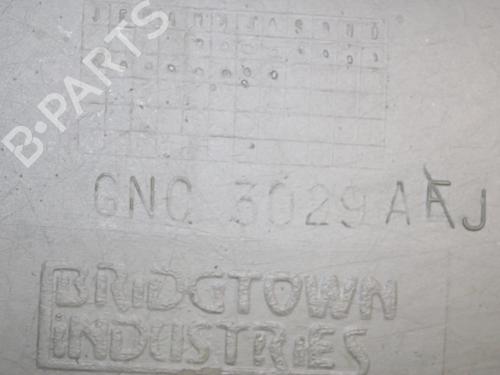 J F M A M J J A S O N D
B-PARTS
GNC 3029 AAJ
BRIDGTOWN
INDUSTRIES